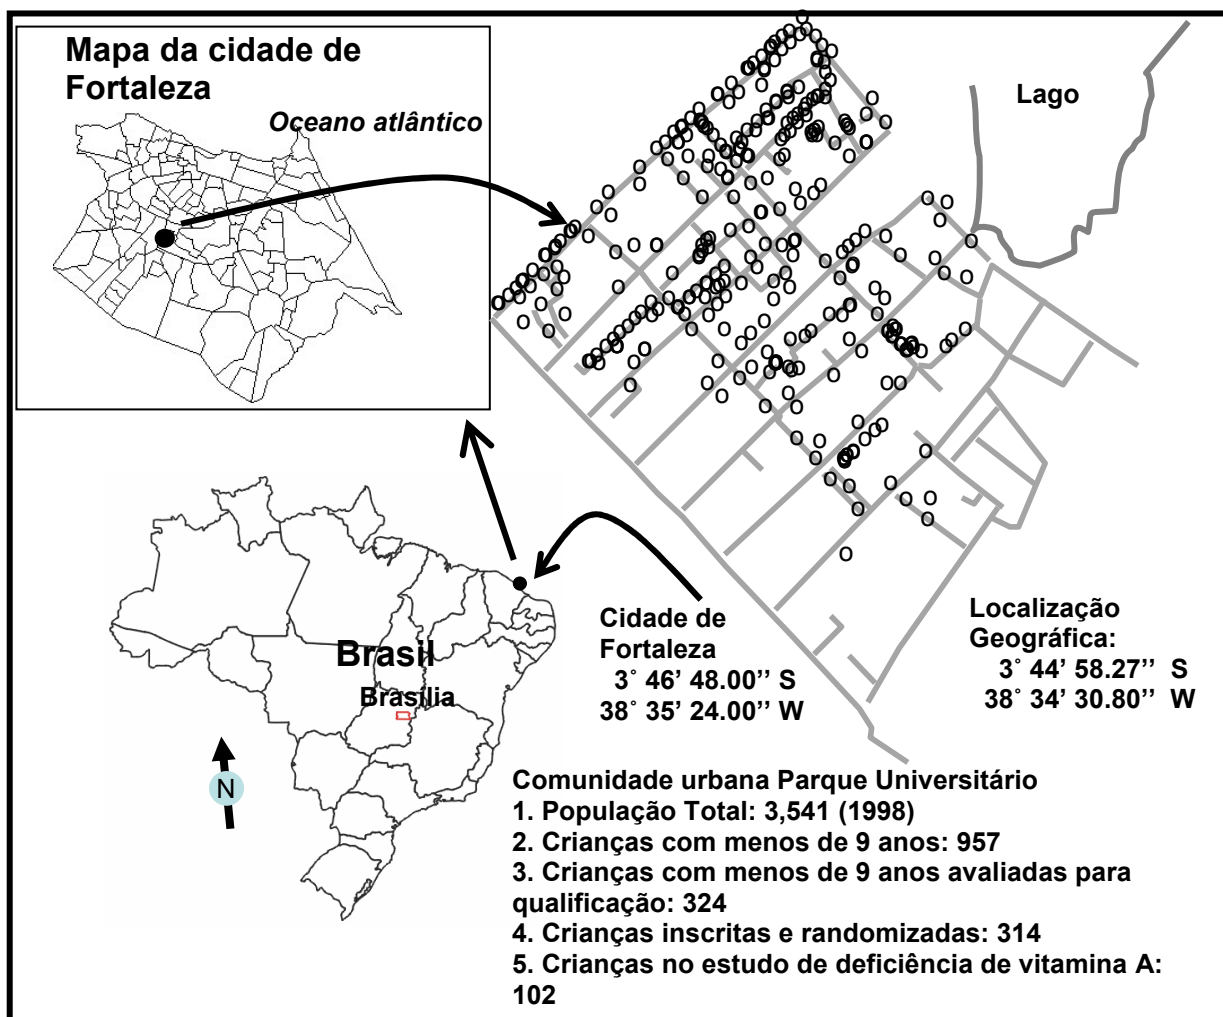 Mapa da cidade de
Fortaleza
Oceano atlântico
Lago
Brasil
Brasília
N
Cidade de
Fortaleza
3˚ 46’ 48.00’’ S
38˚ 35’ 24.00’’ W
Localização
Geográfica:
3˚ 44’ 58.27’’ S
38˚ 34’ 30.80’’ W
Comunidade urbana Parque Universitário
1. População Total: 3,541 (1998)
2. Crianças com menos de 9 anos: 957
3. Crianças com menos de 9 anos avaliadas para
qualificação: 324
4. Crianças inscritas e randomizadas: 314
5. Crianças no estudo de deficiência de vitamina A:
102